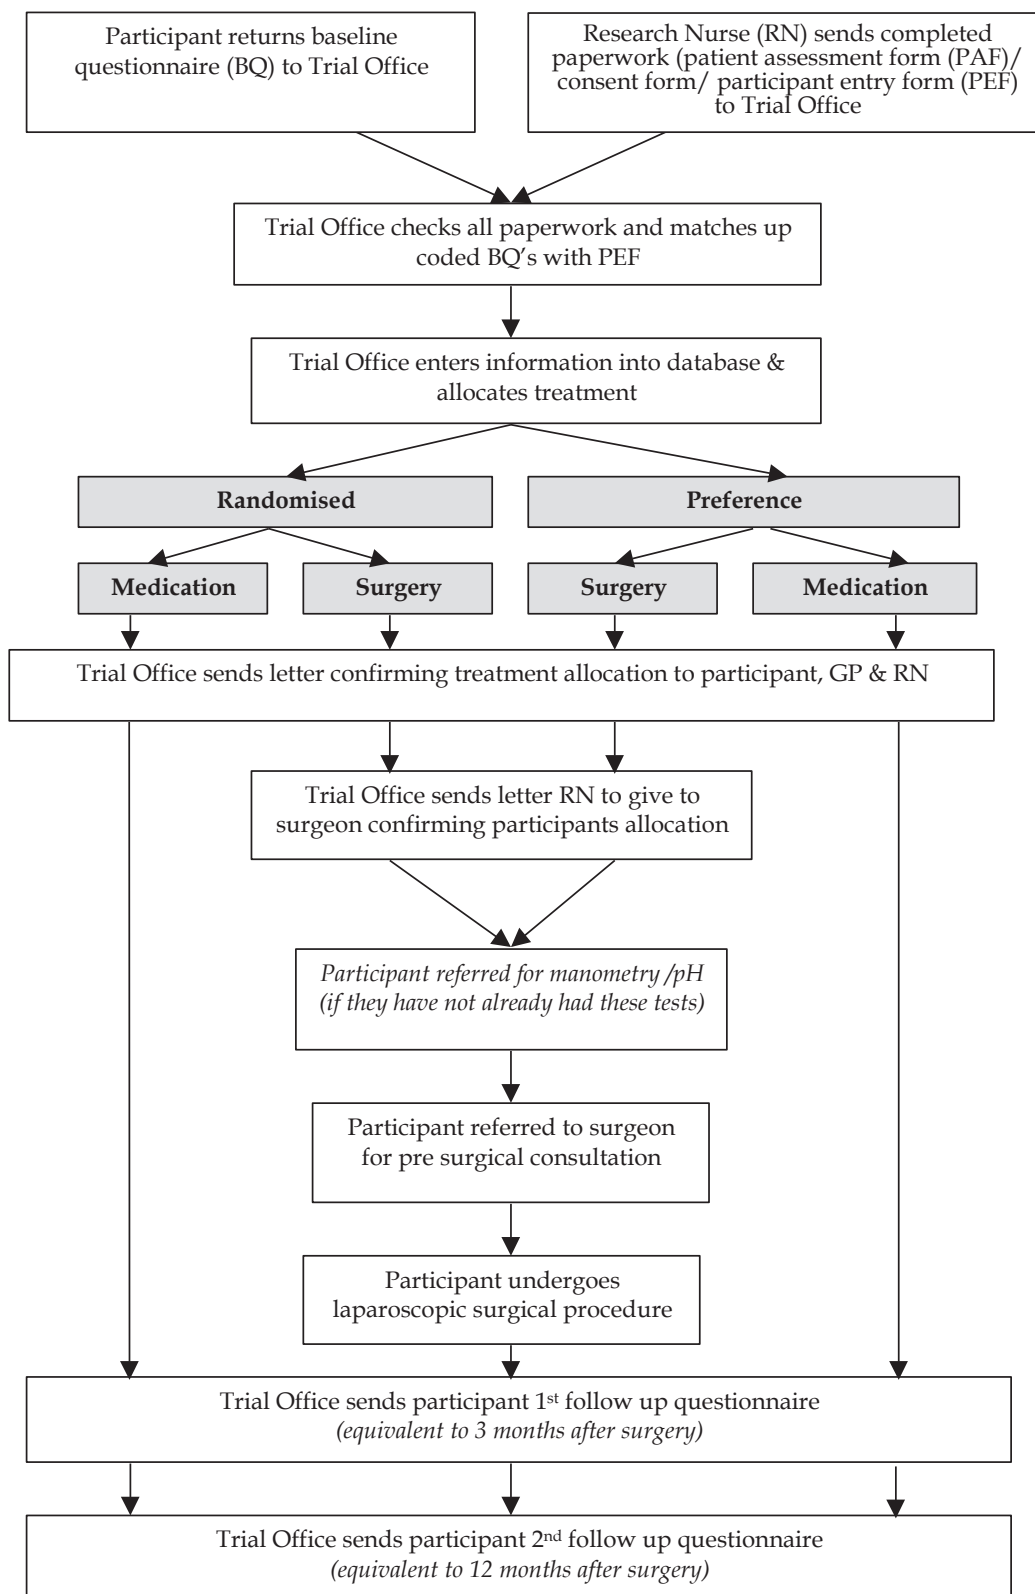 Participant returns baseline
questionnaire (BQ) to Trial Office
Research Nurse (RN) sends completed
paperwork (patient assessment form (PAF)/
consent form/ participant entry form (PEF)
to Trial Office
Trial Office checks all paperwork and matches up
coded BQ's with PEF
Trial Office enters information into database &
allocates treatment
Randomised
Preference
Medication
Surgery
Surgery
Medication
Trial Office sends letter confirming treatment allocation to participant, GP & RN
Trial Office sends letter RN to give to
surgeon confirming participants allocation
Participant referred for manometry /pH
(if they have not already had these tests)
Participant referred to surgeon
for pre surgical consultation
Participant undergoes
laparoscopic surgical procedure
Trial Office sends participant 1st follow up questionnaire
(equivalent to 3 months after surgery)
Trial Office sends participant 2nd follow up questionnaire
(equivalent to 12 months after surgery)